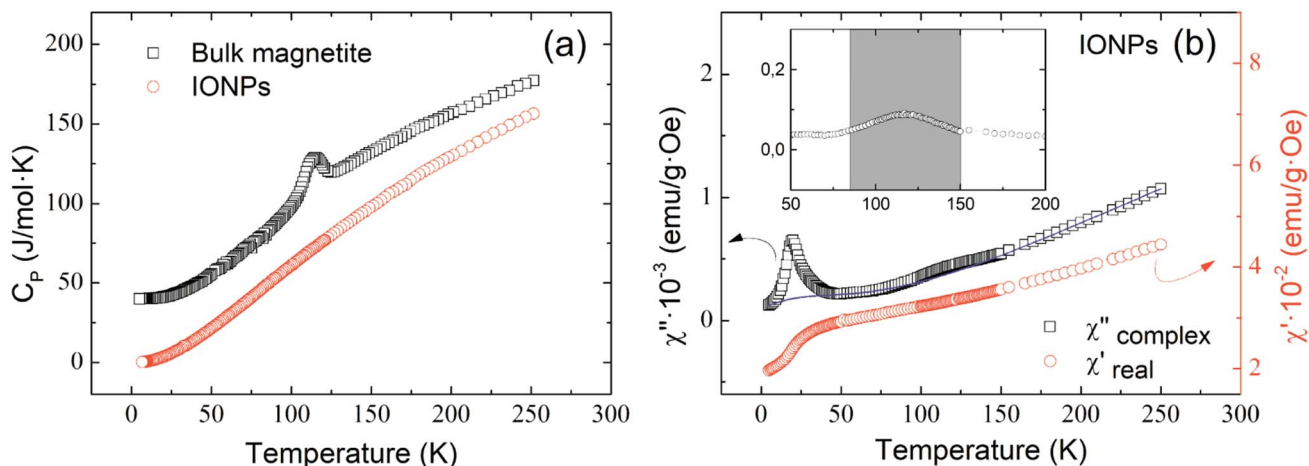 (a)
Bulk magnetite
IONPs
200
150
100
50
0
C_P (J/mol·K)
0 50 100 150 200 250 300
Temperature (K)
IONPs (b)
0,2
0,0
50 100 150 200
2
1
0
χ''·10⁻³ (emu/g·Oe)
8
6
4
2
χ'·10⁻² (emu/g·Oe)
χ'' complex
χ' real
0 50 100 150 200 250 300
Temperature (K)